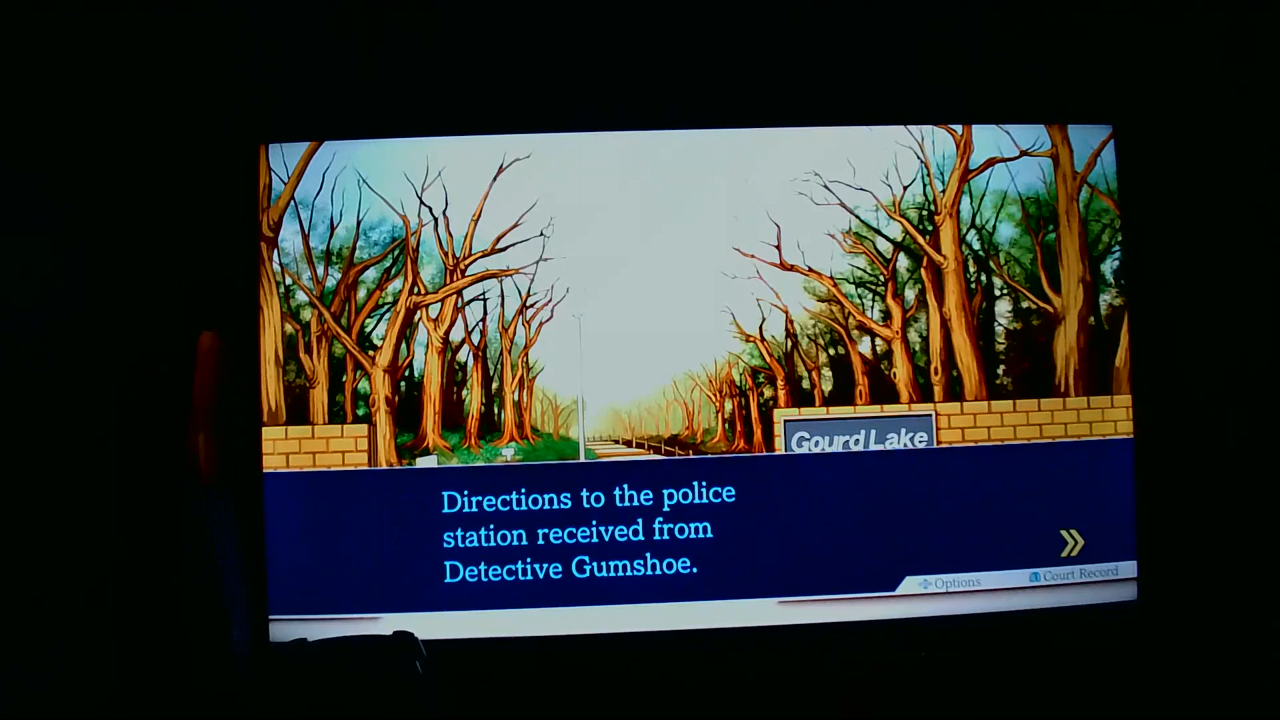 Gourd Lake
Directions to the police
station received from
Detective Gumshoe.
Options
Court Record